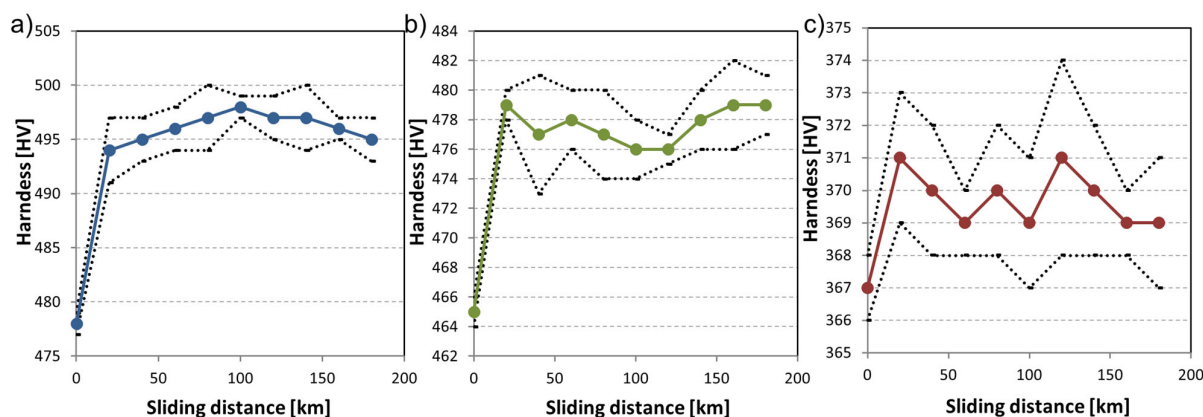 a)
Harndess [HV]
505
500
495
490
485
480
475
0 50 100 150 200
Sliding distance [km]
b)
Harndess [HV]
484
482
480
478
476
474
472
470
468
466
464
462
0 50 100 150 200
Sliding distance [km]
c)
Harndess [HV]
375
374
373
372
371
370
369
368
367
366
365
0 50 100 150 200
Sliding distance [km]